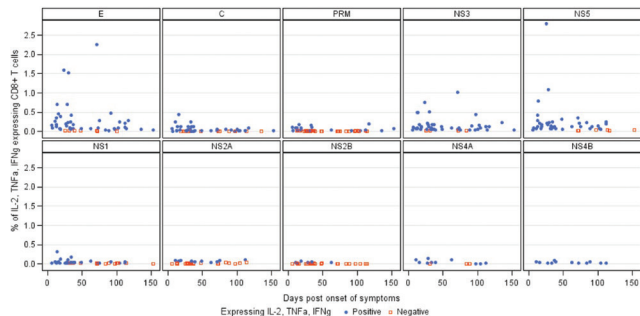 E C PRM NS3 NS5
2.5
2.0
1.5
1.0
0.5
0.0
NS1 NS2A NS2B NS4A NS4B
2.5
2.0
1.5
1.0
0.5
0.0
% of IL-2, TNFa, IFNg expressing CD8+ T cells
0 50 100 150 0 50 100 150 0 50 100 150 0 50 100 150 0 50 100 150
Days post onset of symptoms
Expressing IL-2, TNFa, IFNg Positive Negative